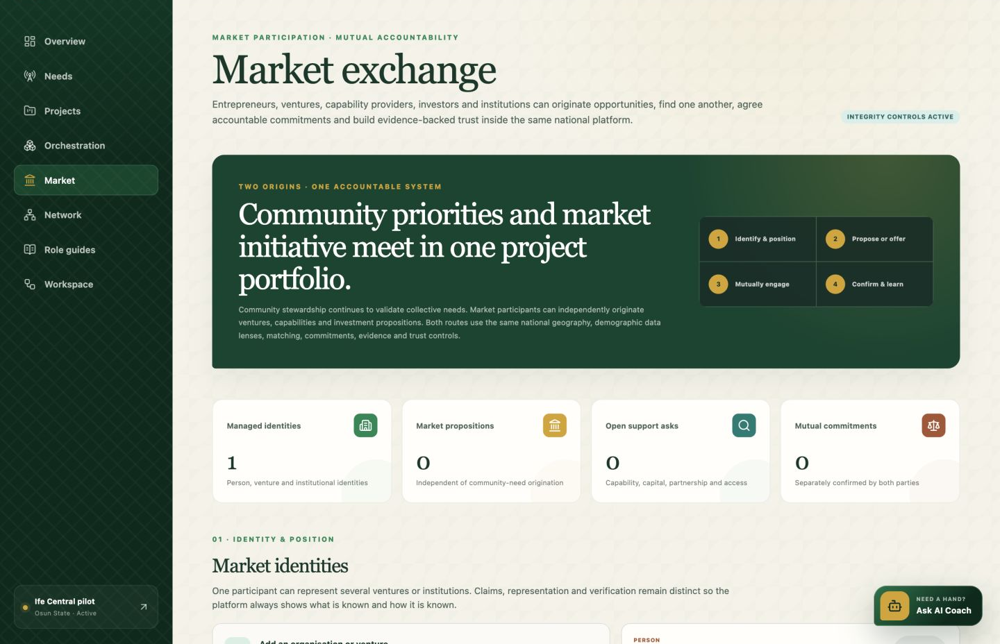 Overview
Needs
Projects
Orchestration
Market
Network
Role guides
Workspace
Ife Central pilot
Osun State · Active
MARKET PARTICIPATION · MUTUAL ACCOUNTABILITY
Market exchange
Entrepreneurs, ventures, capability providers, investors and institutions can originate opportunities, find one another, agree
accountable commitments and build evidence-backed trust inside the same national platform.
INTEGRITY CONTROLS ACTIVE
TWO ORIGINS · ONE ACCOUNTABLE SYSTEM
Community priorities and market
initiative meet in one project
portfolio.
Community stewardship continues to validate collective needs. Market participants can independently originate
ventures, capabilities and investment propositions. Both routes use the same national geography, demographic data
lenses, matching, commitments, evidence and trust controls.
1 Identify & position
2 Propose or offer
3 Mutually engage
4 Confirm & learn
Managed identities
1
Person, venture and institutional identities
Market propositions
0
Independent of community-need origination
Open support asks
0
Capability, capital, partnership and access
Mutual commitments
0
Separately confirmed by both parties
01 · IDENTITY & POSITION
Market identities
One participant can represent several ventures or institutions. Claims, representation and verification remain distinct so the
platform always shows what is known and how it is known.
Add an organisation or venture
PERSON
NEED A HAND?
Ask AI Coach